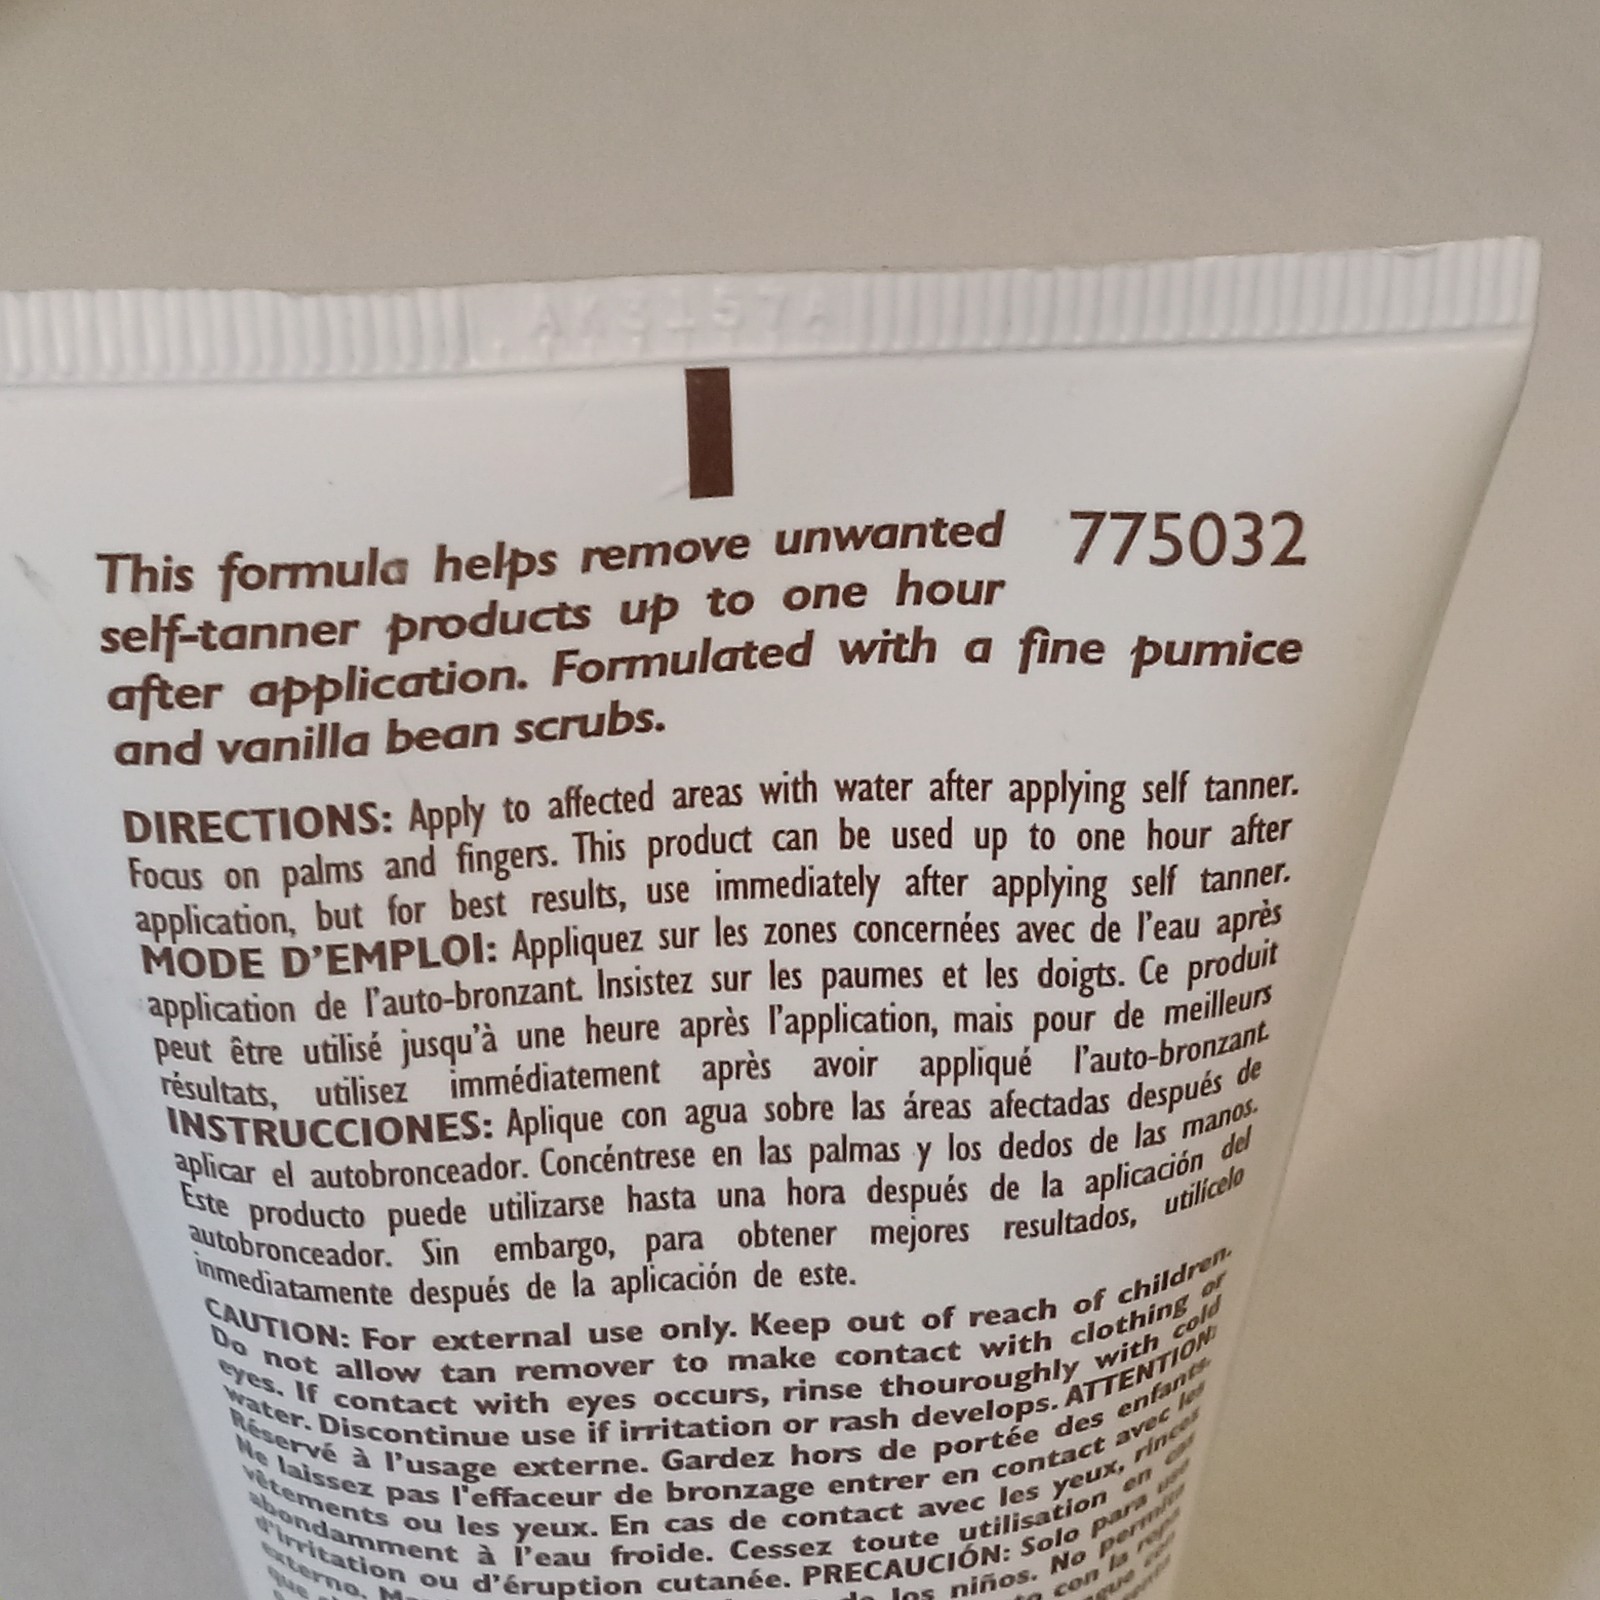 AK3157A
This formula helps remove unwanted 775032
self-tanner products up to one hour
after application. Formulated with a fine pumice
and vanilla bean scrubs.
DIRECTIONS: Apply to affected areas with water after applying self tanner.
Focus on palms and fingers. This product can be used up to one hour after
application, but for best results, use immediately after applying self tanner.
MODE D'EMPLOI: Appliquez sur les zones concernées avec de l'eau après
application de l'auto-bronzant. Insistez sur les paumes et les doigts. Ce produit
peut être utilisé jusqu'à une heure après l'application, mais pour de meilleurs
résultats, utilisez immédiatement après avoir appliqué l'auto-bronzant.
INSTRUCCIONES: Aplique con agua sobre las áreas afectadas después de
aplicar el autobronceador. Concéntrese en las palmas y los dedos de las manos.
Este producto puede utilizarse hasta una hora después de la aplicación del
autobronceador. Sin embargo, para obtener mejores resultados, utilícelo
inmediatamente después de la aplicación de este.
CAUTION: For external use only. Keep out of reach of children.
Do not allow tan remover to make contact with clothing or
eyes. If contact with eyes occurs, rinse thouroughly with cold
water. Discontinue use if irritation or rash develops. ATTENTION:
Réservé à l'usage externe. Gardez hors de portée des enfants.
Ne laissez pas l'effaceur de bronzage entrer en contact avec les
vêtements ou les yeux. En cas de contact avec les yeux, rincez
abondamment à l'eau froide. Cessez toute utilisation en cas
d'irritation ou d'éruption cutanée. PRECAUCIÓN: Solo para uso
externo. de los niños. No permita
que con la ropa